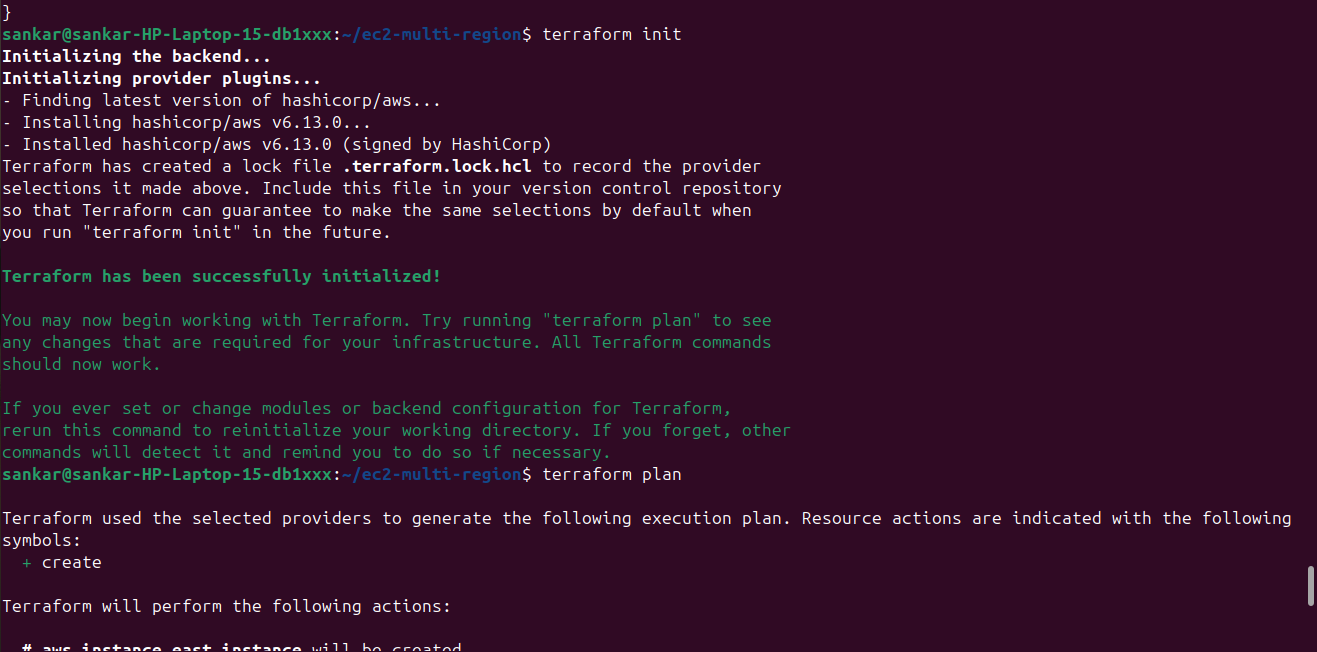 }
sankar@sankar-HP-Laptop-15-db1xxx:~/ec2-multi-region$ terraform init
Initializing the backend...
Initializing provider plugins...
- Finding latest version of hashicorp/aws...
- Installing hashicorp/aws v6.13.0...
- Installed hashicorp/aws v6.13.0 (signed by HashiCorp)
Terraform has created a lock file .terraform.lock.hcl to record the provider
selections it made above. Include this file in your version control repository
so that Terraform can guarantee to make the same selections by default when
you run "terraform init" in the future.
Terraform has been successfully initialized!
You may now begin working with Terraform. Try running "terraform plan" to see
any changes that are required for your infrastructure. All Terraform commands
should now work.
If you ever set or change modules or backend configuration for Terraform,
rerun this command to reinitialize your working directory. If you forget, other
commands will detect it and remind you to do so if necessary.
sankar@sankar-HP-Laptop-15-db1xxx:~/ec2-multi-region$ terraform plan
Terraform used the selected providers to generate the following execution plan. Resource actions are indicated with the following
symbols:
+ create
Terraform will perform the following actions:
# aws_instance.east_instance will be created